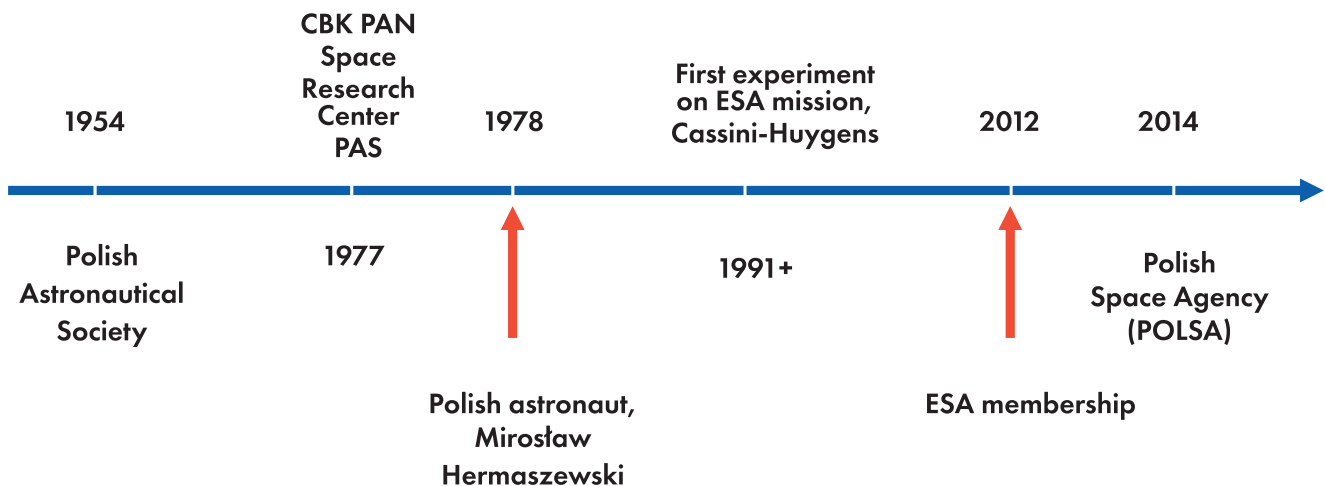 1954
Polish
Astronautical
Society
CBK PAN
Space
Research
Center
PAS
1977
1978
Polish astronaut,
Mirosław
Hermaszewski
First experiment
on ESA mission,
Cassini-Huygens
1991+
2012
ESA membership
2014
Polish
Space Agency
(POLSA)